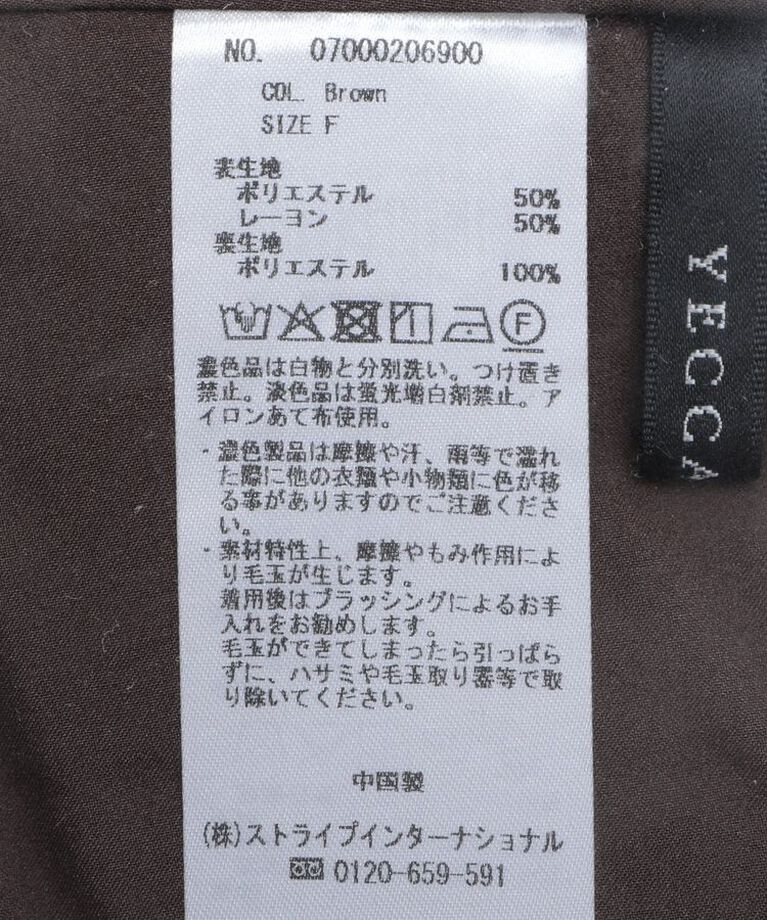 NO. 07000206900
COL. Brown
SIZE F
表生地
ポリエステル 50%
レーヨン 50%
裏生地
ポリエステル 100%
F
濃色品は白物と分別洗い。つけ置き
禁止。淡色品は蛍光増白剤禁止。ア
イロンあて布使用。
・濃色製品は摩擦や汗、雨等で濡れ
た際に他の衣類や小物類に色が移
る事がありますのでご注意くださ
い。
・素材特性上、摩擦やもみ作用によ
り毛玉が生じます。
着用後はブラッシングによるお手
入れをお勧めします。
毛玉ができてしまったら引っぱら
ずに、ハサミや毛玉取り器等で取
り除いてください。
中国製
(株)ストライプインターナショナル
0120-659-591
YECCA